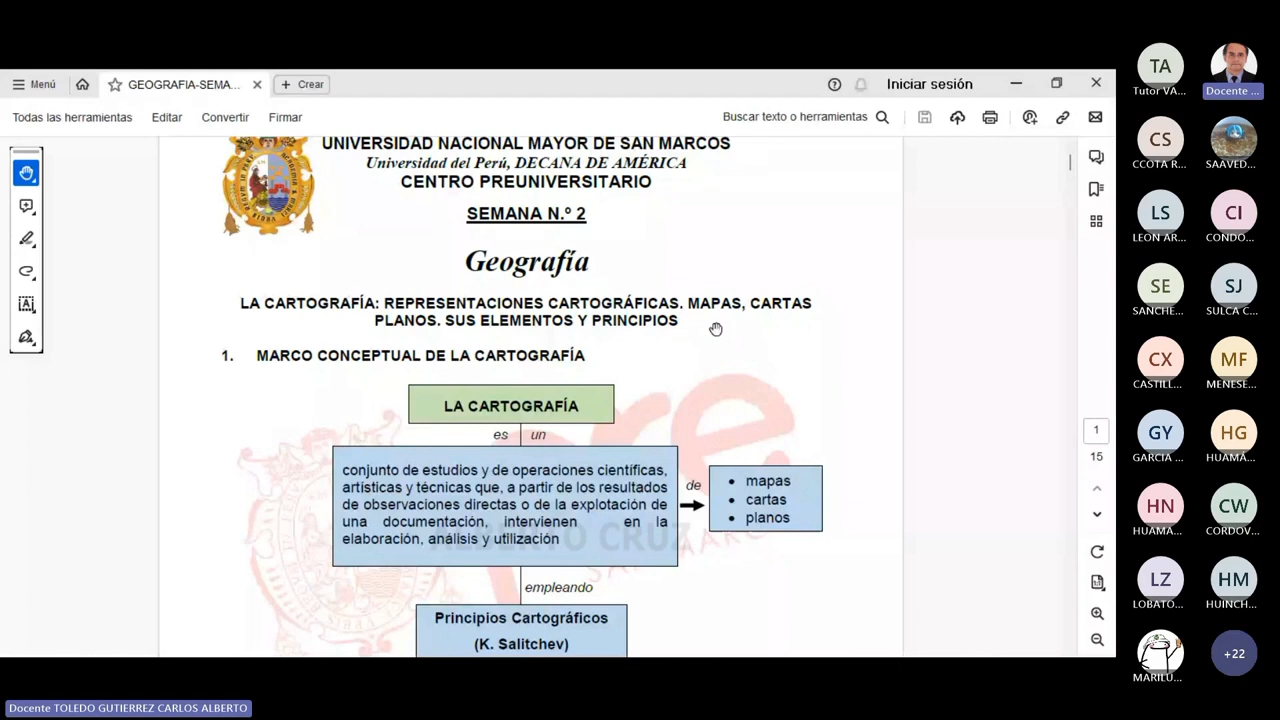 Menú
GEOGRAFIA-SEMA...
Crear
Iniciar sesión
Todas las herramientas
Editar
Convertir
Firmar
Buscar texto o herramientas
UNIVERSIDAD NACIONAL MAYOR DE SAN MARCOS
Universidad del Perú, DECANA DE AMÉRICA
CENTRO PREUNIVERSITARIO
SEMANA N.º 2
Geografía
LA CARTOGRAFÍA: REPRESENTACIONES CARTOGRÁFICAS. MAPAS, CARTAS
PLANOS. SUS ELEMENTOS Y PRINCIPIOS
1. MARCO CONCEPTUAL DE LA CARTOGRAFÍA
LA CARTOGRAFÍA
es un
conjunto de estudios y de operaciones científicas,
artísticas y técnicas que, a partir de los resultados
de observaciones directas o de la explotación de
una documentación, intervienen en la
elaboración, análisis y utilización
de
• mapas
• cartas
• planos
ALBERTO CRUZ
empleando
Principios Cartográficos
(K. Salitchev)
1
15
TA
Tutor VA...
Docente ...
CS
CCOTA R...
SAAVED...
LS
LEON AR...
CI
CONDO...
SE
SANCHE...
SJ
SULCA C...
CX
CASTILL...
MF
MENESE...
GY
GARCIA ...
HG
HUAMÁ...
HN
HUAMA...
CW
CORDOV...
LZ
LOBATO...
HM
HUINCH...
MARILU...
+22
Docente TOLEDO GUTIERREZ CARLOS ALBERTO